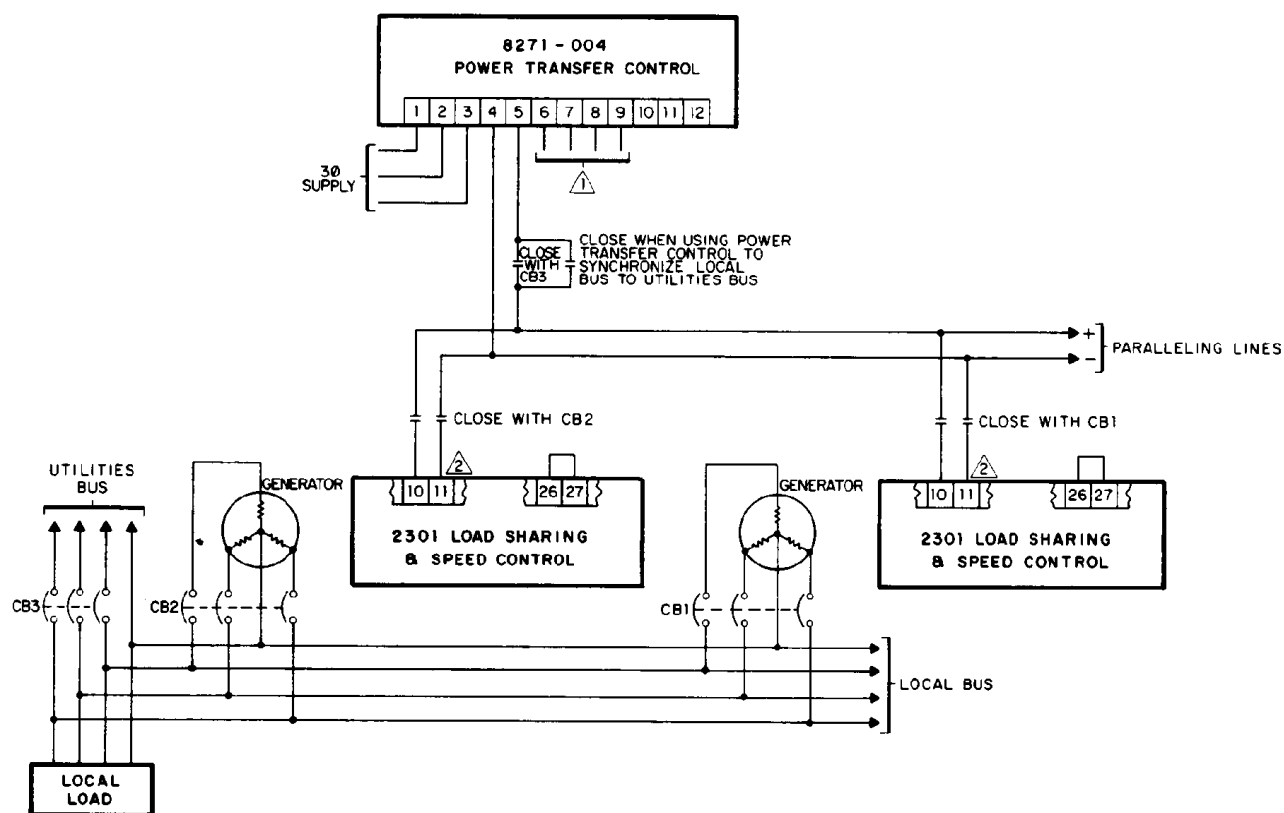 8271-004
POWER TRANSFER CONTROL
1 2 3 4 5 6 7 8 9 10 11 12
3Ø
SUPPLY
1
CLOSE
WITH
CB3
CLOSE WHEN USING POWER
TRANSFER CONTROL TO
SYNCHRONIZE LOCAL
BUS TO UTILITIES BUS
+
-
PARALLELING LINES
CLOSE WITH CB2
CLOSE WITH CB1
UTILITIES
BUS
GENERATOR
10 11
2
26 27
2301 LOAD SHARING
& SPEED CONTROL
GENERATOR
10 11
2
26 27
2301 LOAD SHARING
& SPEED CONTROL
CB3
CB2
CB1
LOCAL BUS
LOCAL
LOAD